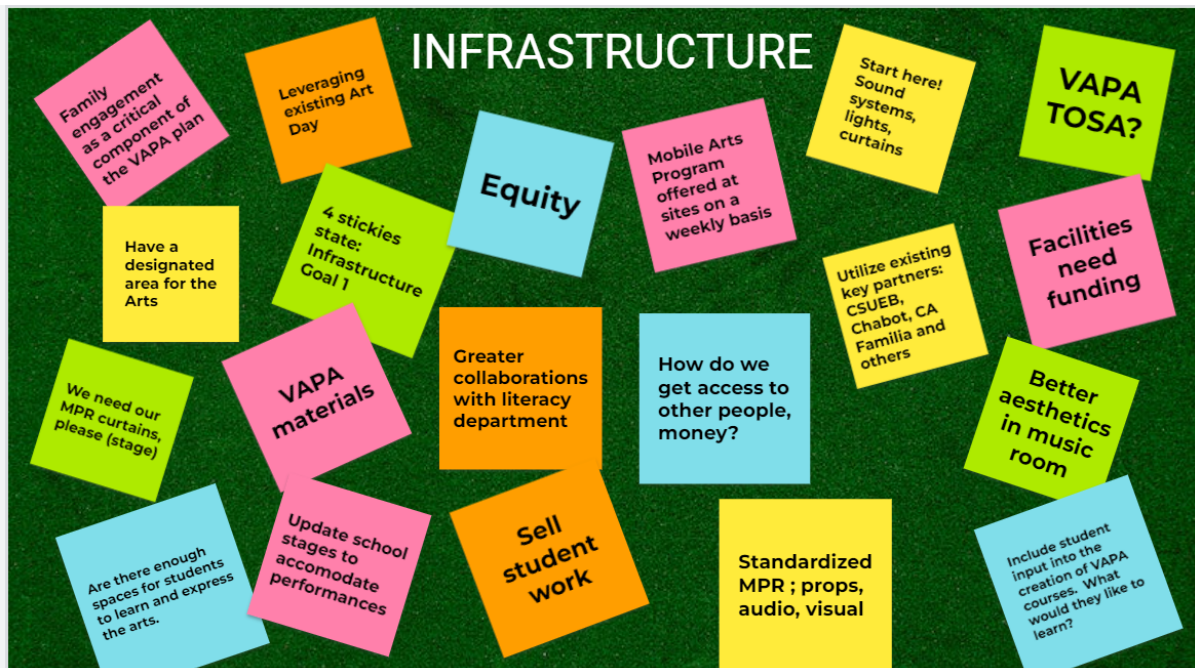 INFRASTRUCTURE
Family
engagement
as a critical
component of
the VAPA plan
Leveraging
existing Art
Day
Equity
Mobile Arts
Program
offered at
sites on a
weekly basis
Start here!
Sound
systems,
lights,
curtains
VAPA
TOSA?
Have a
designated
area for the
Arts
4 stickies
state:
Infrastructure
Goal 1
Utilize existing
key partners:
CSUEB,
Chabot, CA
Familia and
others
Facilities
need
funding
We need our
MPR curtains,
please (stage)
VAPA
materials
Greater
collaborations
with literacy
department
How do we
get access to
other people,
money?
Better
aesthetics
in music
room
Are there enough
spaces for students
to learn and express
the arts.
Update school
stages to
accomodate
performances
Sell
student
work
Standardized
MPR ; props,
audio, visual
Include student
input into the
creation of VAPA
courses. What
would they like to
learn?